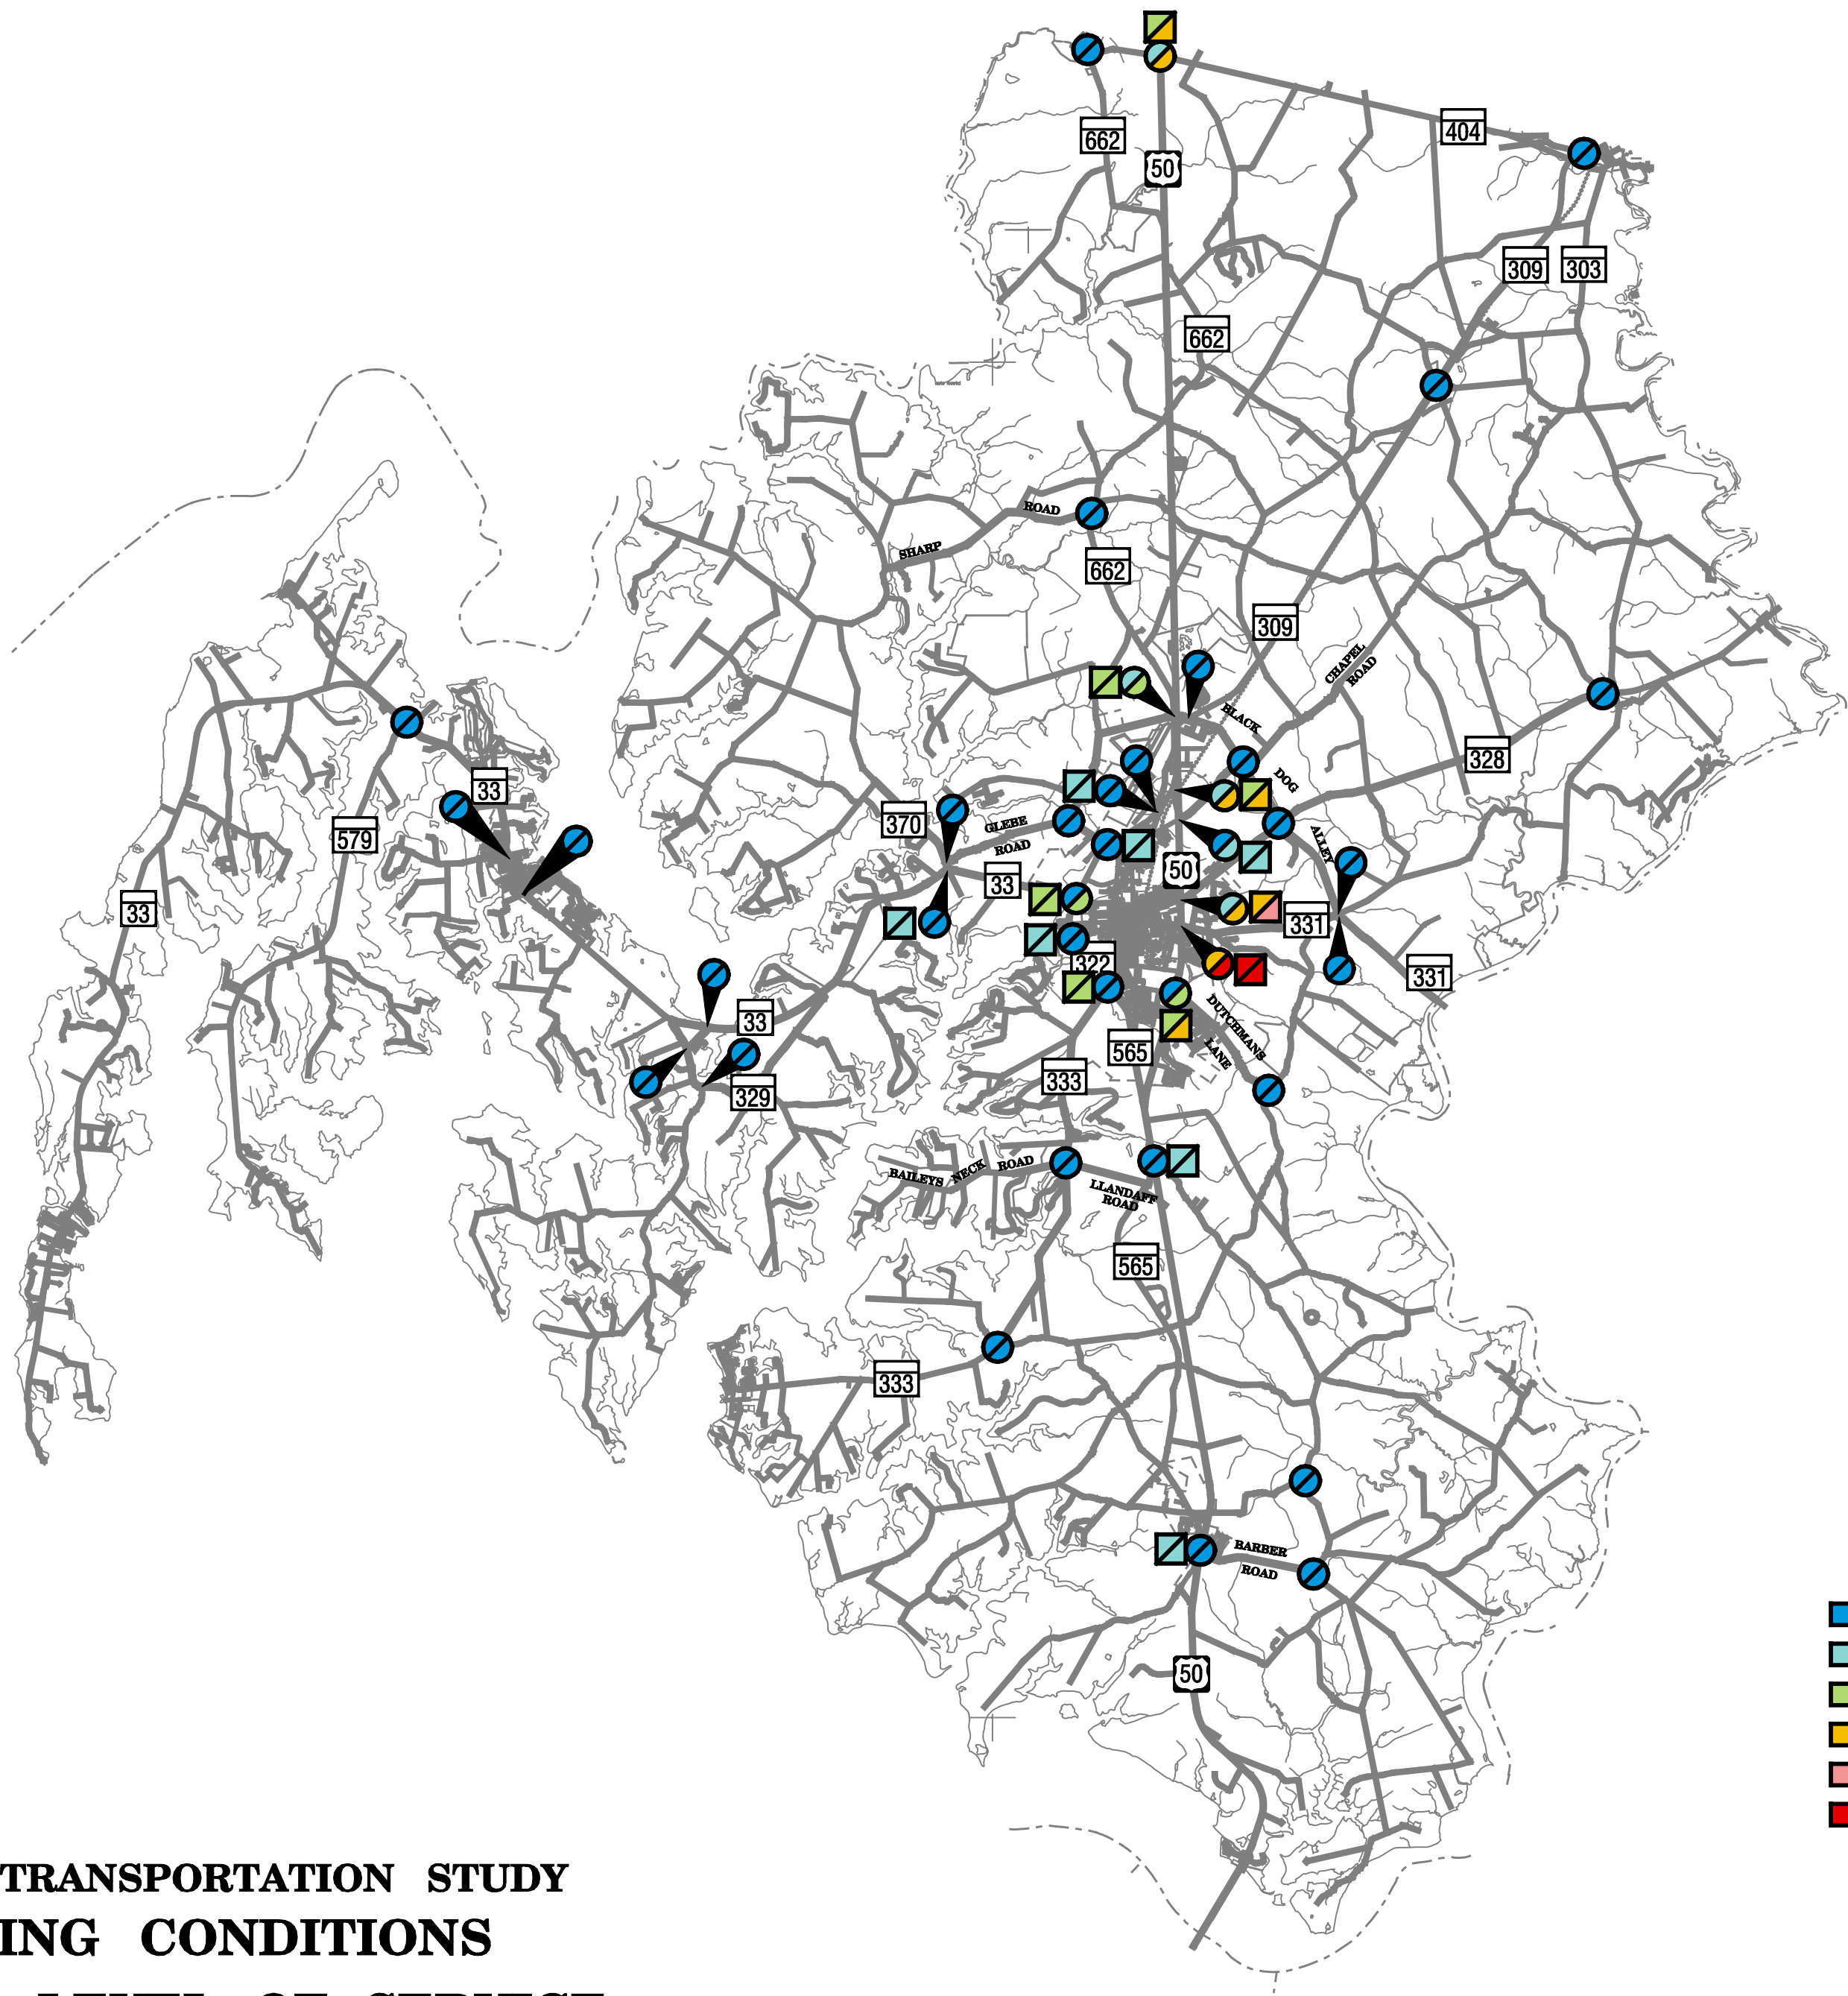 404
662
50
309
303
662
ROAD
SHARP
662
309
CHAPEL
ROAD
BLACK
328
DOG
33
370
GLEBE
ROAD
579
ALLEY
50
33
33
331
322
331
DUTCHMANS
LANE
33
565
333
329
BAILEYS NECK ROAD
LLANDAFF
ROAD
565
333
BARBER
ROAD
50
TRANSPORTATION STUDY
ING CONDITIONS